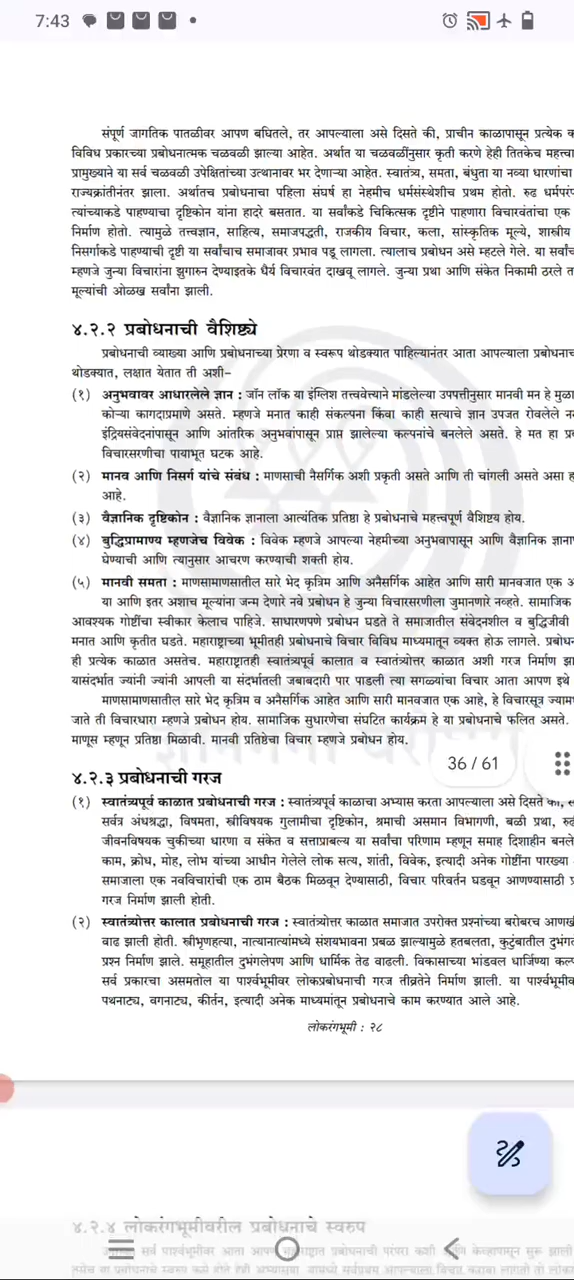 7:43
संपूर्ण जागतिक पातळीवर आपण बघितले, तर आपल्याला असे दिसते की, प्राचीन काळापासून प्रत्येक
विविध प्रकारच्या प्रबोधनात्मक चळवळी झाल्या आहेत. अर्थात या चळवळींनुसार कृती करणे हेही तितकेच
प्रामुख्याने या सर्व चळवळी उपेक्षितांच्या उत्थानावर भर देणाऱ्या आहेत. स्वातंत्र्य, समता, बंधुता या नव्या धारणांचा
राज्यक्रांतीनंतर झाला. अर्थातच प्रबोधनाचा पहिला संघर्ष हा नेहमीच धर्मसंस्थेशीच प्रथम होतो. रुढ
त्यांच्याकडे पाहण्याचा दृष्टिकोन यांना हादरे बसतात. या सर्वांकडे चिकित्सक दृष्टीने पाहणारा विचारवंतांचा एक
निर्माण होतो. त्यामुळे तत्त्वज्ञान, साहित्य, समाजपद्धती, राजकीय विचार, कला, सांस्कृतिक मूल्ये, शास्त्रीय
निसर्गाकडे पाहण्याची दृष्टी या सर्वांचाच समाजावर प्रभाव पडू लागला. त्यालाच प्रबोधन असे म्हटले गेले. या
म्हणजे जुन्या विचारांना झुगारुन देण्याइतके धैर्य विचारवंत दाखवू लागले. जुन्या प्रथा आणि संकेत निकामी ठरले
मूल्यांची ओळख सर्वांना झाली.
४.२.२ प्रबोधनाची वैशिष्ट्ये
प्रबोधनाची व्याख्या आणि प्रबोधनाच्या प्रेरणा व स्वरूप थोडक्यात पाहिल्यानंतर आता आपल्याला
थोडक्यात, लक्षात येतात ती अशी–
(१) अनुभवावर आधारलेले ज्ञान : जॉन लॉक या इंग्लिश तत्त्ववेत्त्याने मांडलेल्या उपपत्तीनुसार मानवी मन हे
कोऱ्या कागदाप्रमाणे असते. म्हणजे मनात काही संकल्पना किंवा काही सत्याचे ज्ञान उपजत रोवलेले
इंद्रियसंवेदनांपासून आणि आंतरिक अनुभवांपासून प्राप्त झालेल्या कल्पनांचे बनलेले असते. हे मत हा
विचारसरणीचा पायाभूत घटक आहे.
(२) मानव आणि निसर्ग यांचे संबंध : माणसाची नैसर्गिक अशी प्रकृती असते आणि ती चांगली असते असा
आहे.
(३) वैज्ञानिक दृष्टिकोन : वैज्ञानिक ज्ञानाला आत्यंतिक प्रतिष्ठा हे प्रबोधनाचे महत्त्वपूर्ण वैशिष्टय होय.
(४) बुद्धिप्रामाण्य म्हणजेच विवेक : विवेक म्हणजे आपल्या नेहमीच्या अनुभवापासून आणि वैज्ञानिक
घेण्याची आणि त्यानुसार आचरण करण्याची शक्ती होय.
(५) मानवी समता : माणसामाणसातील सारे भेद कृत्रिम आणि अनैसर्गिक आहेत आणि सारी मानवजात एक
या आणि इतर अशाच मूल्यांना जन्म देणारे नवे प्रबोधन हे जुन्या विचारसरणीला जुमानणारे नव्हते. सामाजिक
आवश्यक गोष्टींचा स्वीकार केलाच पाहिजे. साधारणपणे प्रबोधन घडते ते समाजातील संवेदनशील व बुद्धिजीवी
मनात आणि कृतीत घडते. महाराष्ट्राच्या भूमीतही प्रबोधनाचे विचार विविध माध्यमातून व्यक्त होऊ लागले.
ही प्रत्येक काळात असतेच. महाराष्ट्रातही स्वातंत्र्यपूर्व कालात व स्वातंत्र्योत्तर काळात अशी गरज निर्माण
यासंदर्भात ज्यांनी ज्यांनी आपली या संदर्भातली जबाबदारी पार पाडली त्या सगळ्यांचा विचार आता आपण इथे
माणसामाणसातील सारे भेद कृत्रिम व अनैसर्गिक आहेत आणि सारी मानवजात एक आहे, हे विचारसूत्र
जाते ती विचारधारा म्हणजे प्रबोधन होय. सामाजिक सुधारणेचा संघटित कार्यक्रम हे या प्रबोधनाचे फलित असते.
माणूस म्हणून प्रतिष्ठा मिळावी. मानवी प्रतिष्ठेचा विचार म्हणजे प्रबोधन होय.
36 / 61
४.२.३ प्रबोधनाची गरज
(१) स्वातंत्र्यपूर्व काळात प्रबोधनाची गरज : स्वातंत्र्यपूर्व काळाचा अभ्यास करता आपल्याला असे दिसते
सर्वत्र अंधश्रद्धा, विषमता, स्त्रीविषयक गुलामीचा दृष्टिकोन, श्रमाची असमान विभागणी, बळी प्रथा,
जीवनविषयक चुकीच्या धारणा व संकेत व सत्ताप्राबल्य या सर्वांचा परिणाम म्हणून समाह दिशाहीन बनले
काम, क्रोध, मोह, लोभ यांच्या आधीन गेलेले लोक सत्य, शांती, विवेक, इत्यादी अनेक गोष्टींना पारख्या
समाजाला एक नवविचारांची एक ठाम बैठक मिळवून देण्यासाठी, विचार परिवर्तन घडवून आणण्यासाठी
गरज निर्माण झाली होती.
(२) स्वातंत्र्योत्तर कालात प्रबोधनाची गरज : स्वातंत्र्योत्तर काळात समाजात उपरोक्त प्रश्नांच्या बरोबरच
वाढ झाली होती. स्त्रीभृणहत्या, नात्यानात्यांमध्ये संशयभावना प्रबळ झाल्यामुळे हतबलता, कुटुंबातील
प्रश्न निर्माण झाले. समूहातील दुभंगलेपण आणि धार्मिक तेढ वाढली. विकासाच्या भांडवल धार्जिण्या
सर्व प्रकारचा असमतोल या पार्श्वभूमीवर लोकप्रबोधनाची गरज तीव्रतेने निर्माण झाली. या
पथनाट्य, वगनाट्य, कीर्तन, इत्यादी अनेक माध्यमांतून प्रबोधनाचे काम करण्यात आले आहे.
लोकरंगभूमी : २८
४.२.४ लोकरंगभूमीवरील प्रबोधनाचे स्वरुप